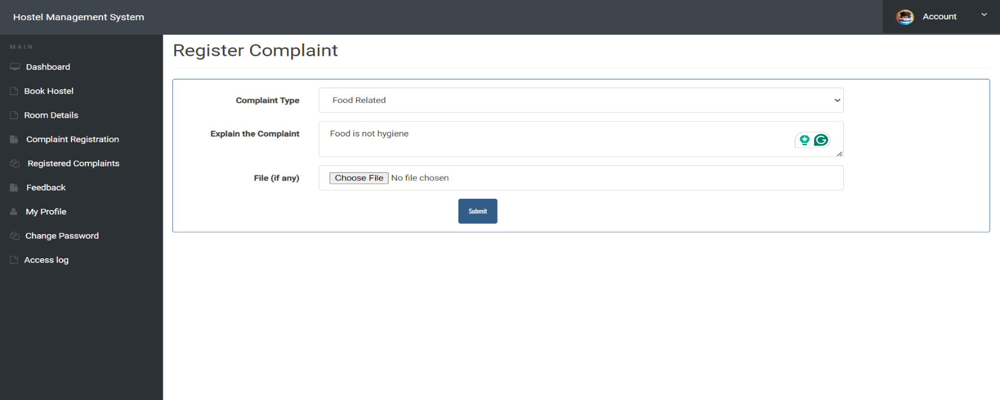 Hostel Management System
Account
MAIN
Dashboard
Book Hostel
Room Details
Complaint Registration
Registered Complaints
Feedback
My Profile
Change Password
Access log
Register Complaint
Complaint Type
Food Related
Explain the Complaint
Food is not hygiene
File (if any)
Choose File No file chosen
Submit